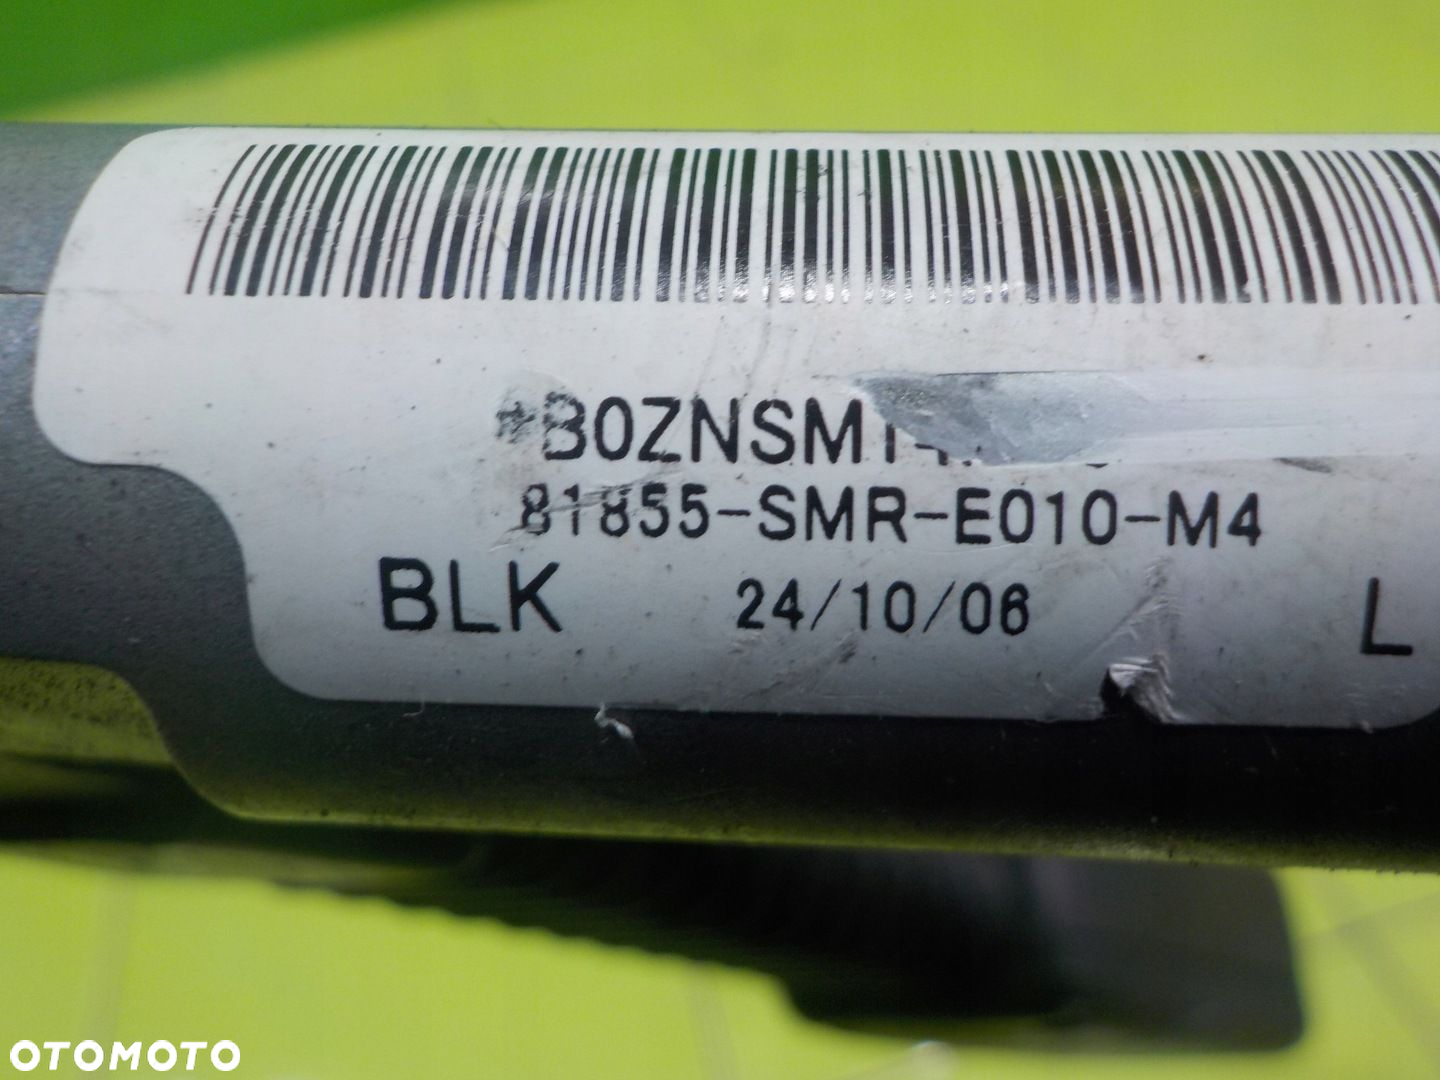 81855-SMR-E010-M4
BLK 24/10/06 L
OTOMOTO